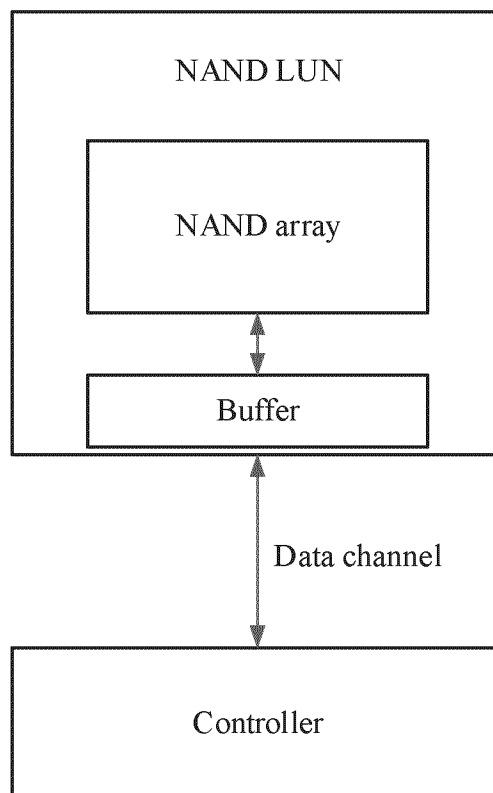 NAND LUN
NAND array
Buffer
Data channel
Controller